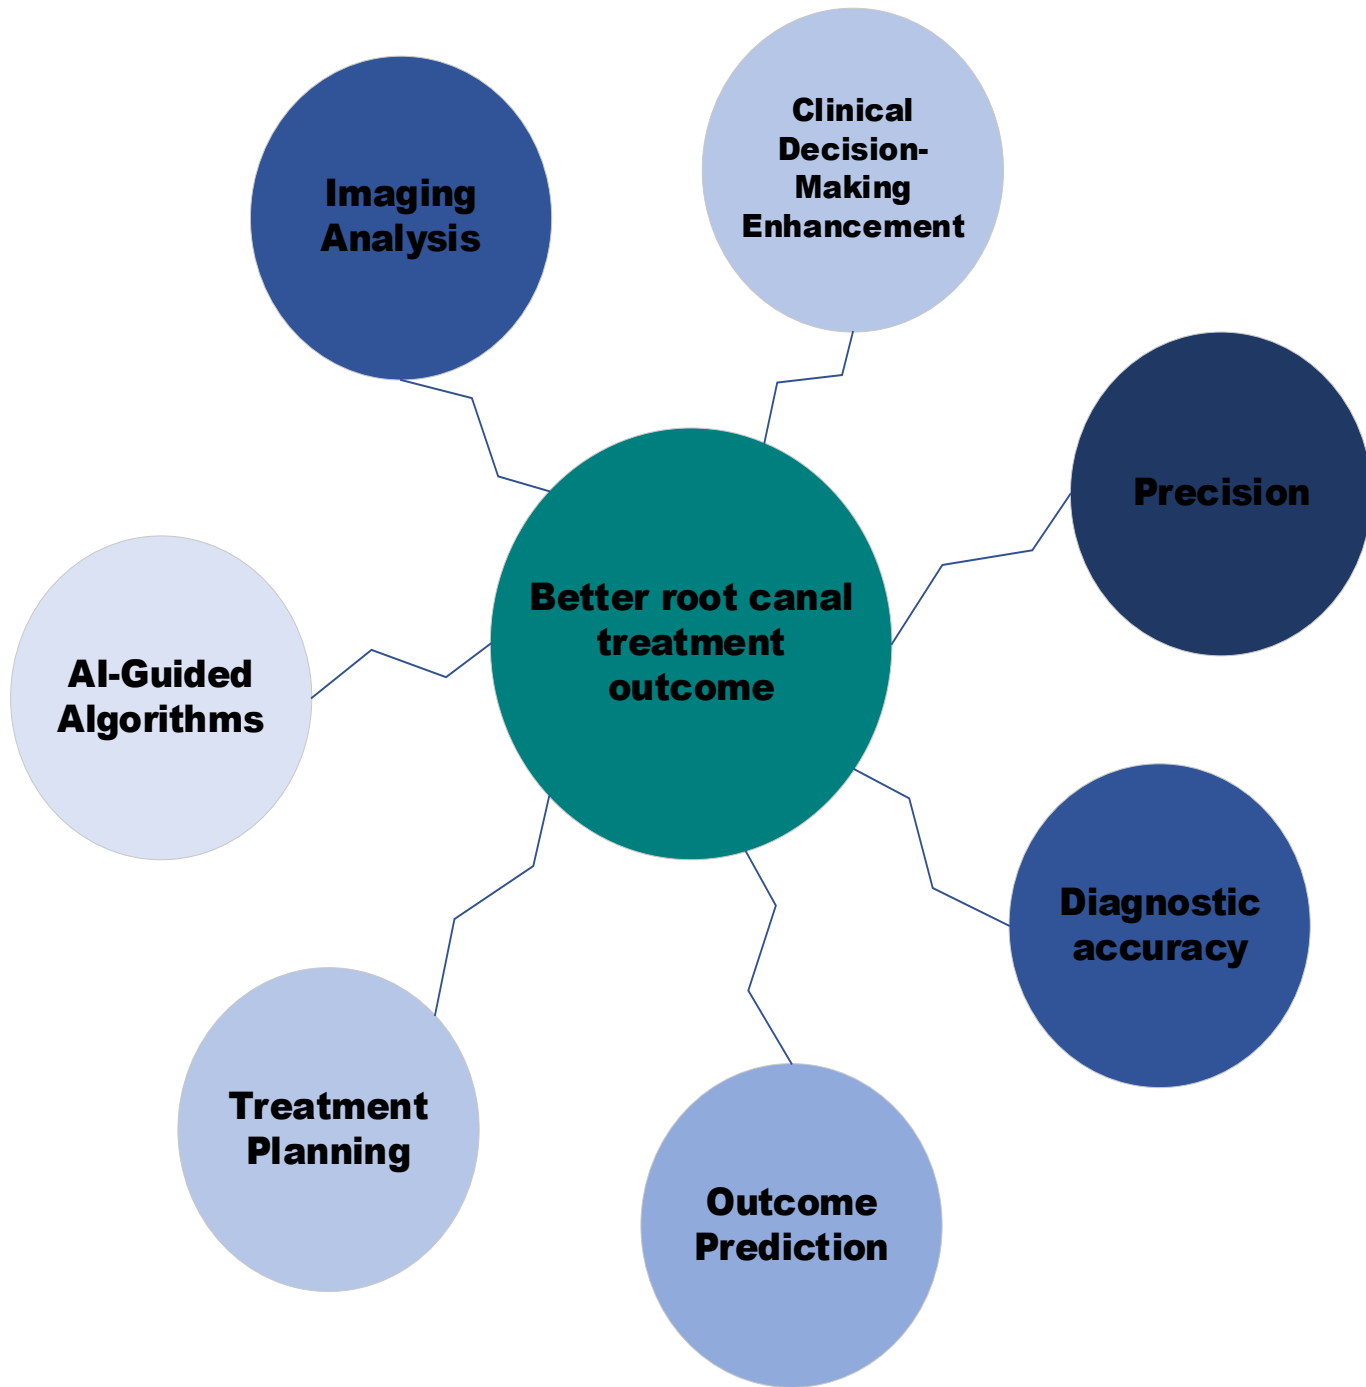 Clinical
Decision-
Making
Enhancement
Imaging
Analysis
Precision
Better root canal
treatment
outcome
AI-Guided
Algorithms
Diagnostic
accuracy
Treatment
Planning
Outcome
Prediction